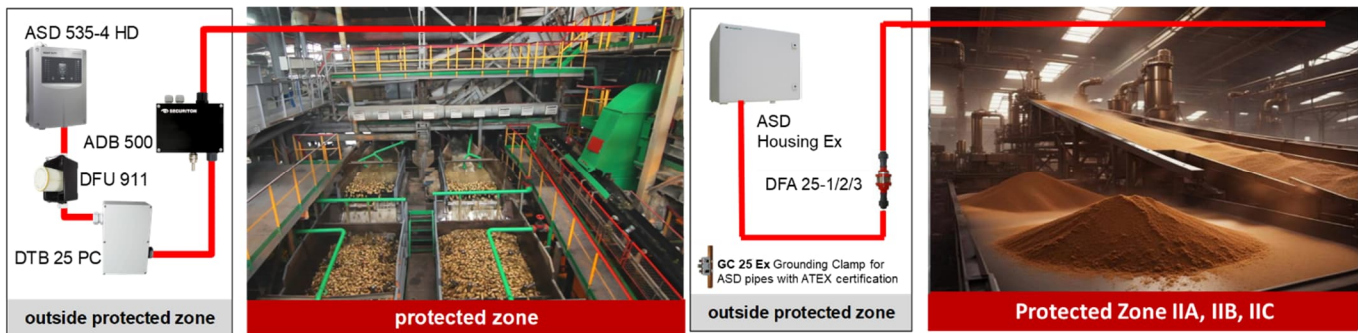 ASD 535-4 HD
SECURITON
ADB 500
DFU 911
DTB 25 PC
outside protected zone
protected zone
ASD
Housing Ex
DFA 25-1/2/3
GC 25 Ex Grounding Clamp for
ASD pipes with ATEX certification
outside protected zone
Protected Zone IIA, IIB, IIC